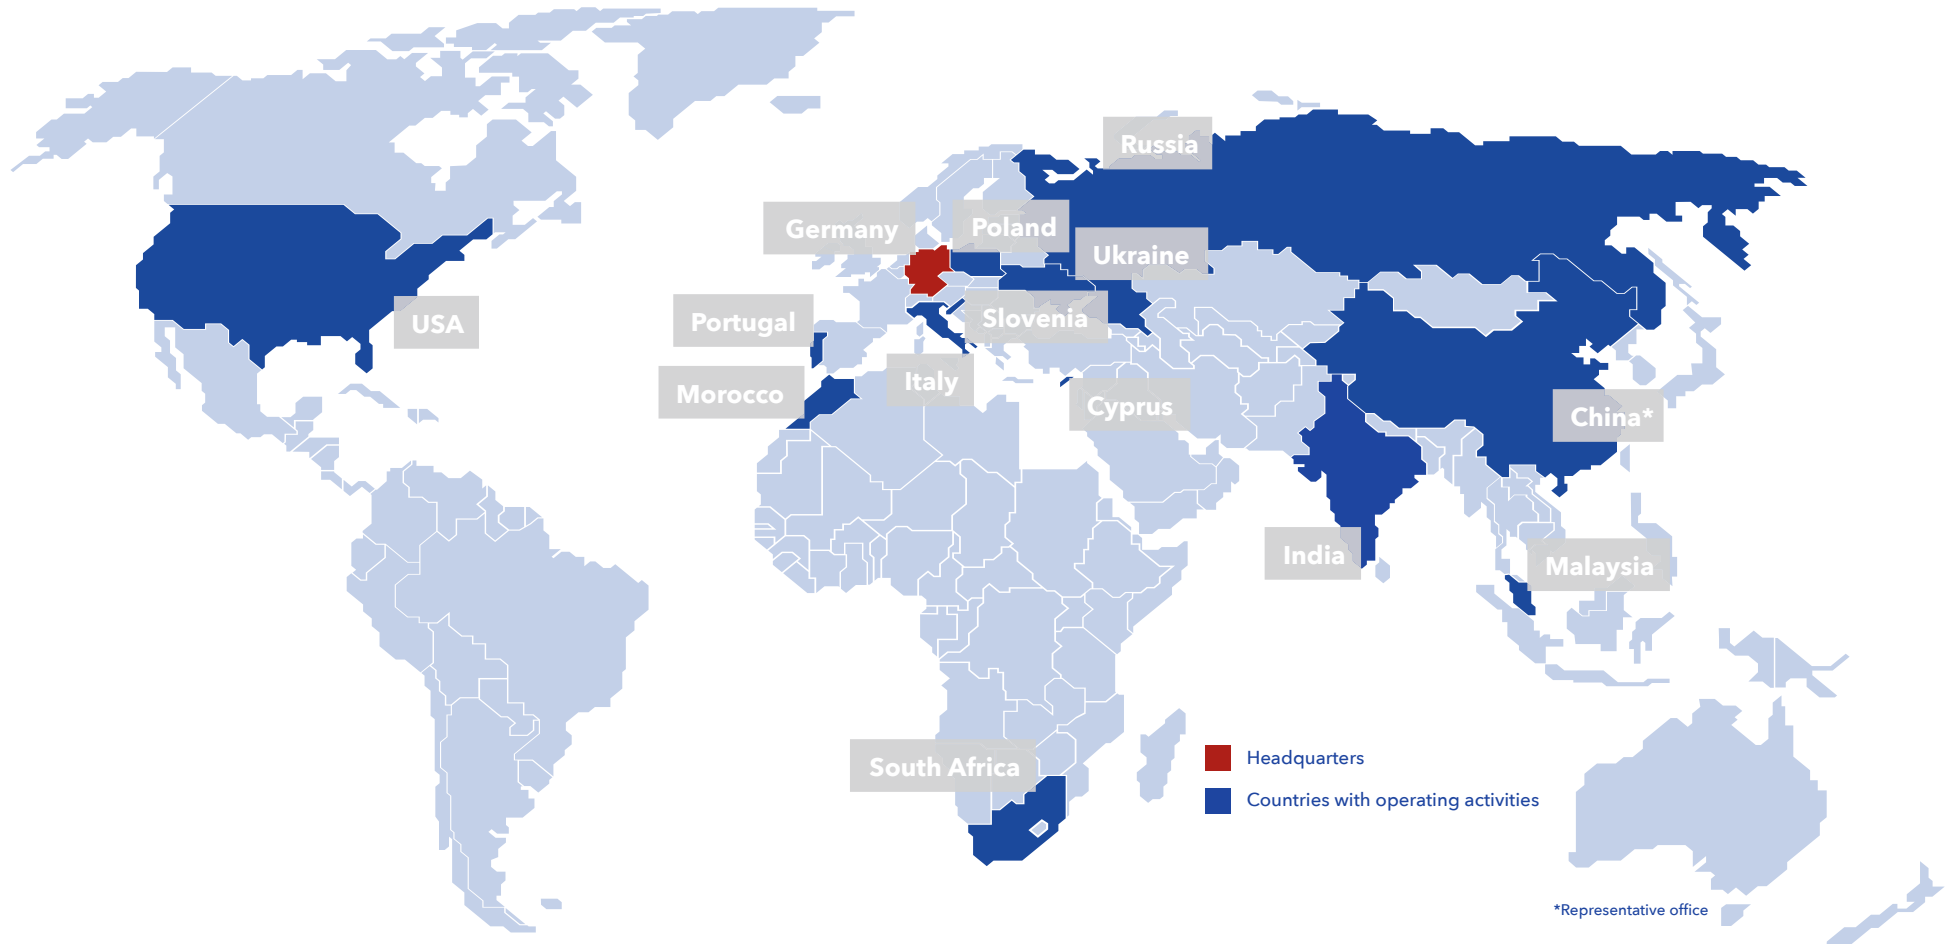 Russia
Germany
Poland
Ukraine
USA
Portugal
Slovenia
Morocco
Italy
Cyprus
China*
India
Malaysia
South Africa
Headquarters
Countries with operating activities
*Representative office